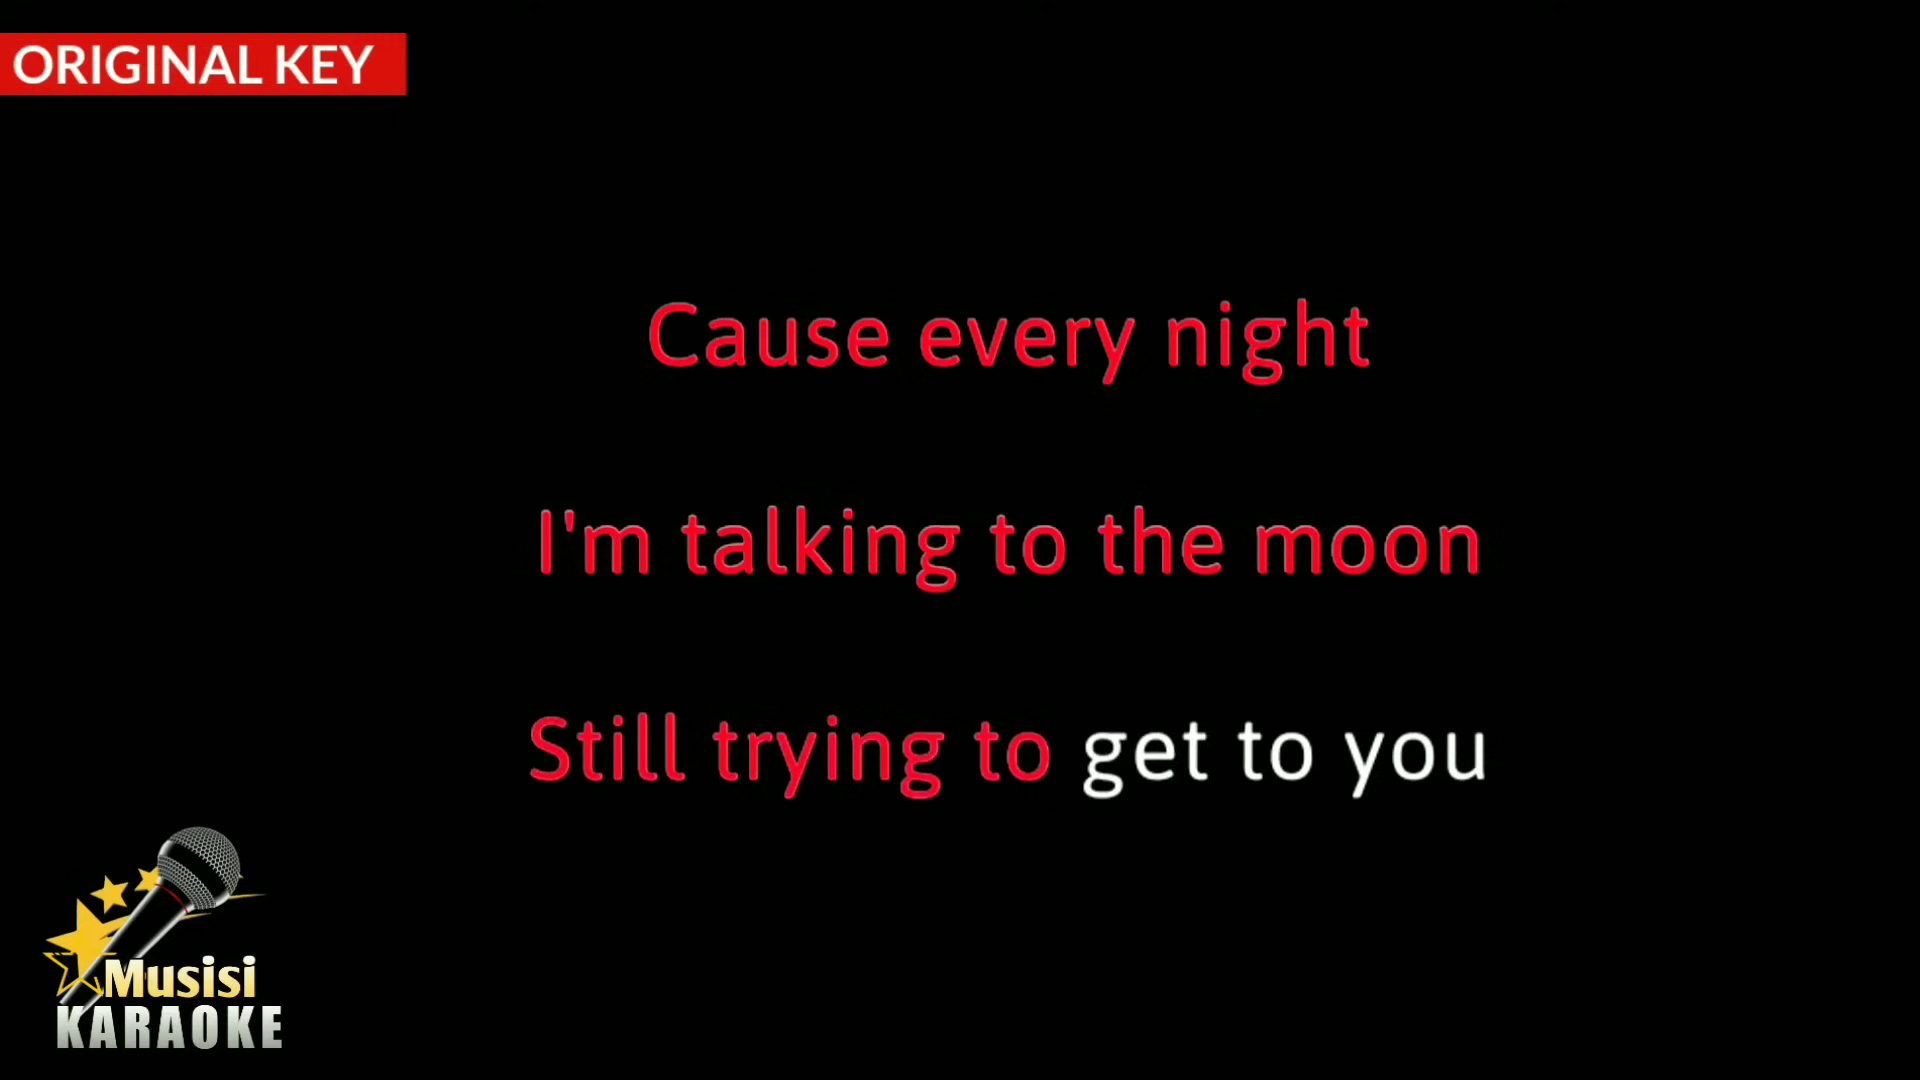 ORIGINAL KEY
Cause every night
I'm talking to the moon
Still trying to get to you
Musisi
KARAOKE